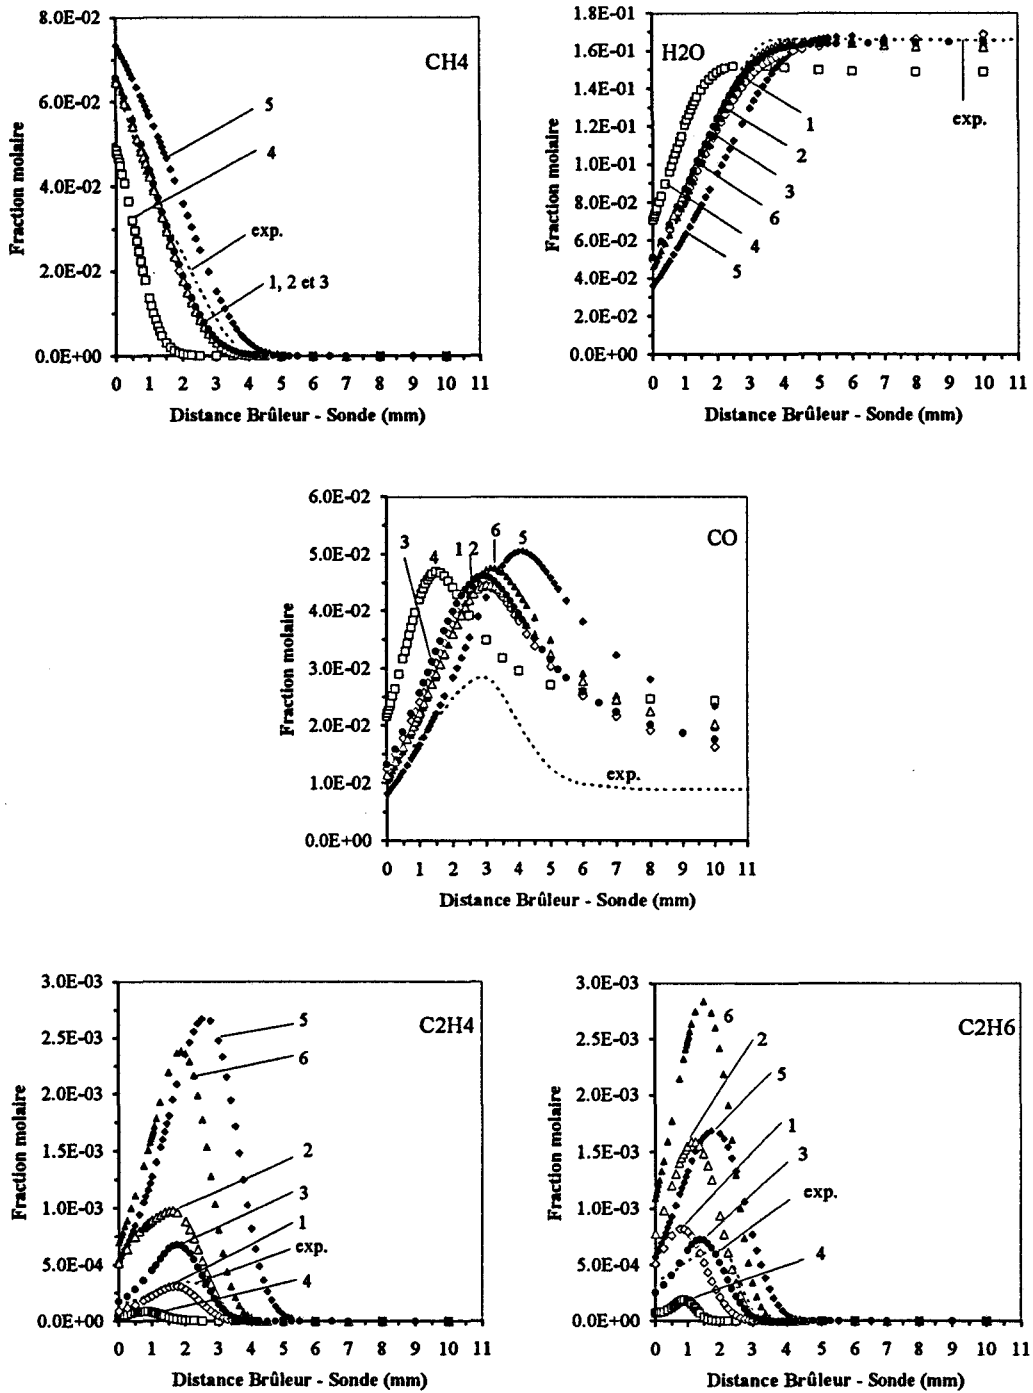 8.0E-02
6.0E-02
4.0E-02
2.0E-02
0.0E+00
Fraction molaire
CH4
5
4
exp.
1, 2 et 3
0 1 2 3 4 5 6 7 8 9 10 11
Distance Brûleur - Sonde (mm)
1.8E-01
1.6E-01
1.4E-01
1.2E-01
1.0E-01
8.0E-02
6.0E-02
4.0E-02
2.0E-02
0.0E+00
Fraction molaire
H2O
exp.
1
2
3
6
4
5
0 1 2 3 4 5 6 7 8 9 10 11
Distance Brûleur - Sonde (mm)
6.0E-02
5.0E-02
4.0E-02
3.0E-02
2.0E-02
1.0E-02
0.0E+00
Fraction molaire
CO
3
4
1 2
6
5
exp.
0 1 2 3 4 5 6 7 8 9 10 11
Distance Brûleur - Sonde (mm)
3.0E-03
2.5E-03
2.0E-03
1.5E-03
1.0E-03
5.0E-04
0.0E+00
Fraction molaire
C2H4
5
6
2
3
1
exp.
4
0 1 2 3 4 5 6 7 8 9 10 11
Distance Brûleur - Sonde (mm)
3.0E-03
2.5E-03
2.0E-03
1.5E-03
1.0E-03
5.0E-04
0.0E+00
Fraction molaire
C2H6
6
2
5
1
3
exp.
4
0 1 2 3 4 5 6 7 8 9 10 11
Distance Brûleur - Sonde (mm)